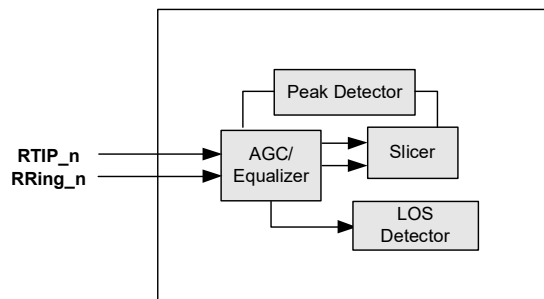 Peak Detector
RTIP_n
RRing_n
AGC/
Equalizer
Slicer
LOS
Detector